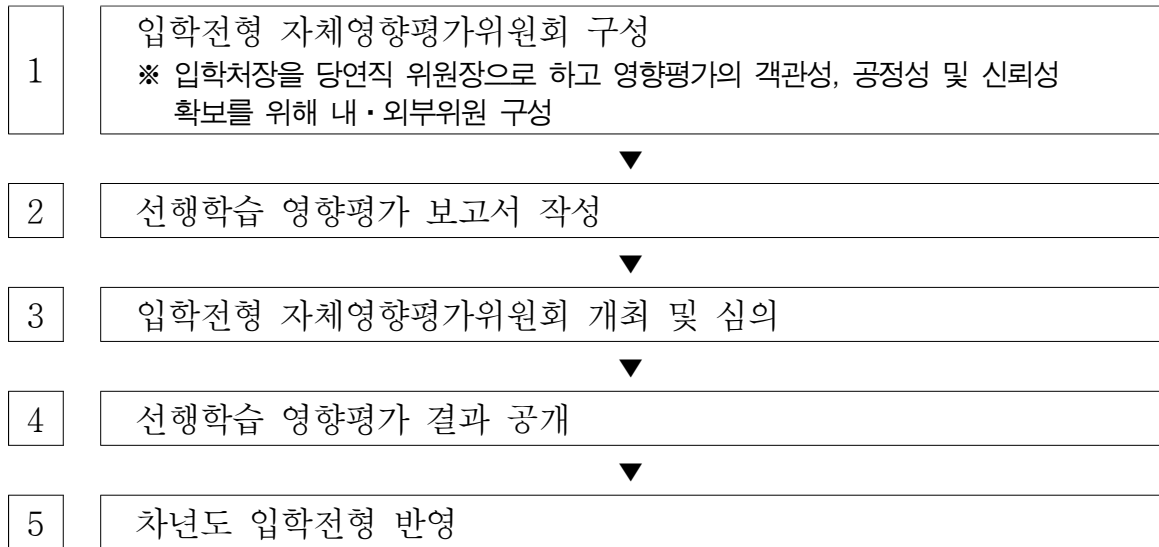 1
입학전형 자체영향평가위원회 구성
※ 입학처장을 당연직 위원장으로 하고 영향평가의 객관성, 공정성 및 신뢰성
확보를 위해 내・외부위원 구성
▼
2 선행학습 영향평가 보고서 작성
▼
3 입학전형 자체영향평가위원회 개최 및 심의
▼
4 선행학습 영향평가 결과 공개
▼
5 차년도 입학전형 반영